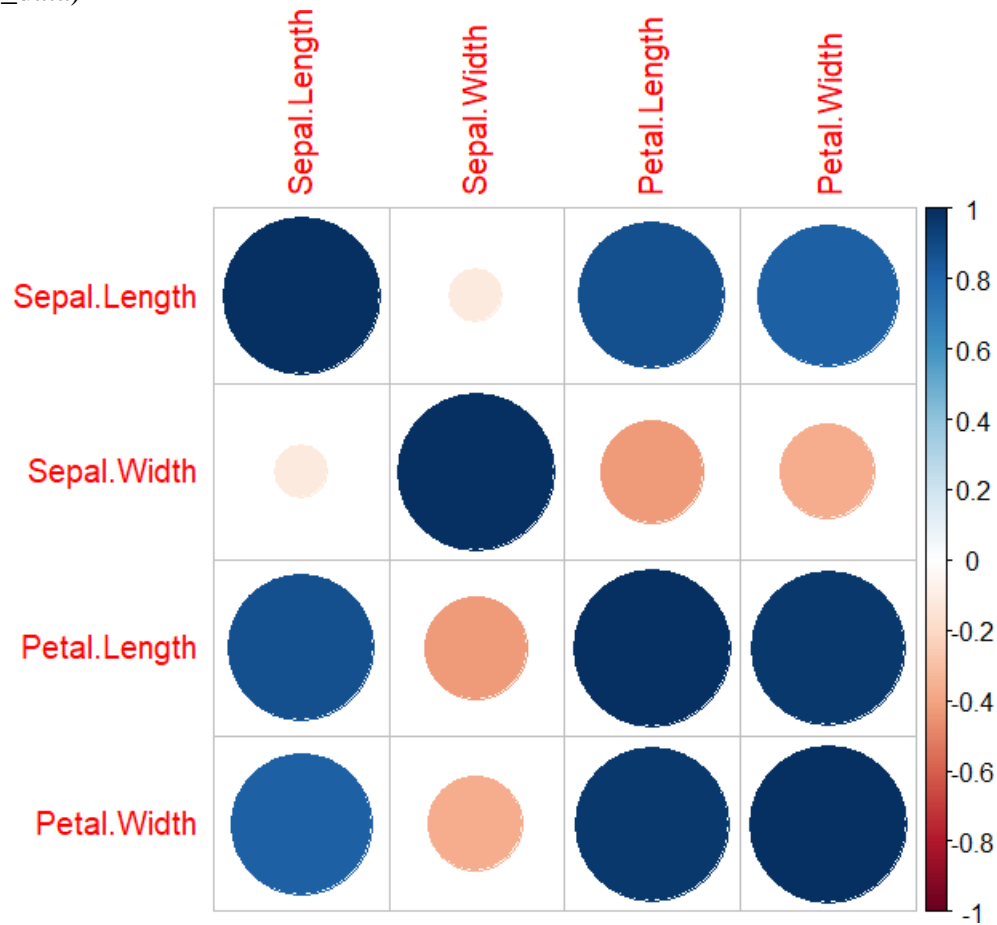 _data)
Sepal.Length
Sepal.Width
Petal.Length
Petal.Width
Sepal.Length
Sepal.Width
Petal.Length
Petal.Width
1
0.8
0.6
0.4
0.2
0
-0.2
-0.4
-0.6
-0.8
-1